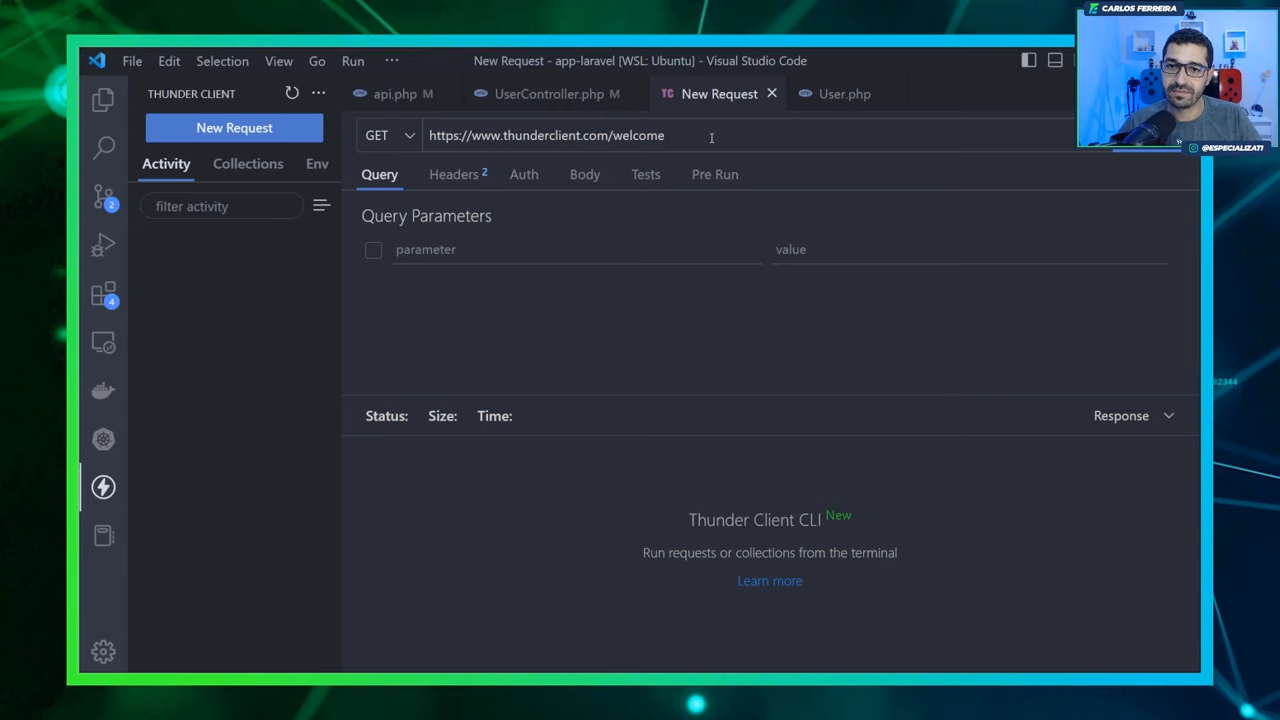 CARLOS FERREIRA
File Edit Selection View Go Run ···
New Request - app-laravel [WSL: Ubuntu] - Visual Studio Code
THUNDER CLIENT ···
api.php M
UserController.php M
TC New Request
User.php
New Request
GET https://www.thunderclient.com/welcome
@ESPECIALIZATI
Activity Collections Env
Query Headers 2 Auth Body Tests Pre Run
filter activity
2
Query Parameters
parameter value
4
82344
Status: Size: Time: Response
Thunder Client CLI New
Run requests or collections from the terminal
Learn more